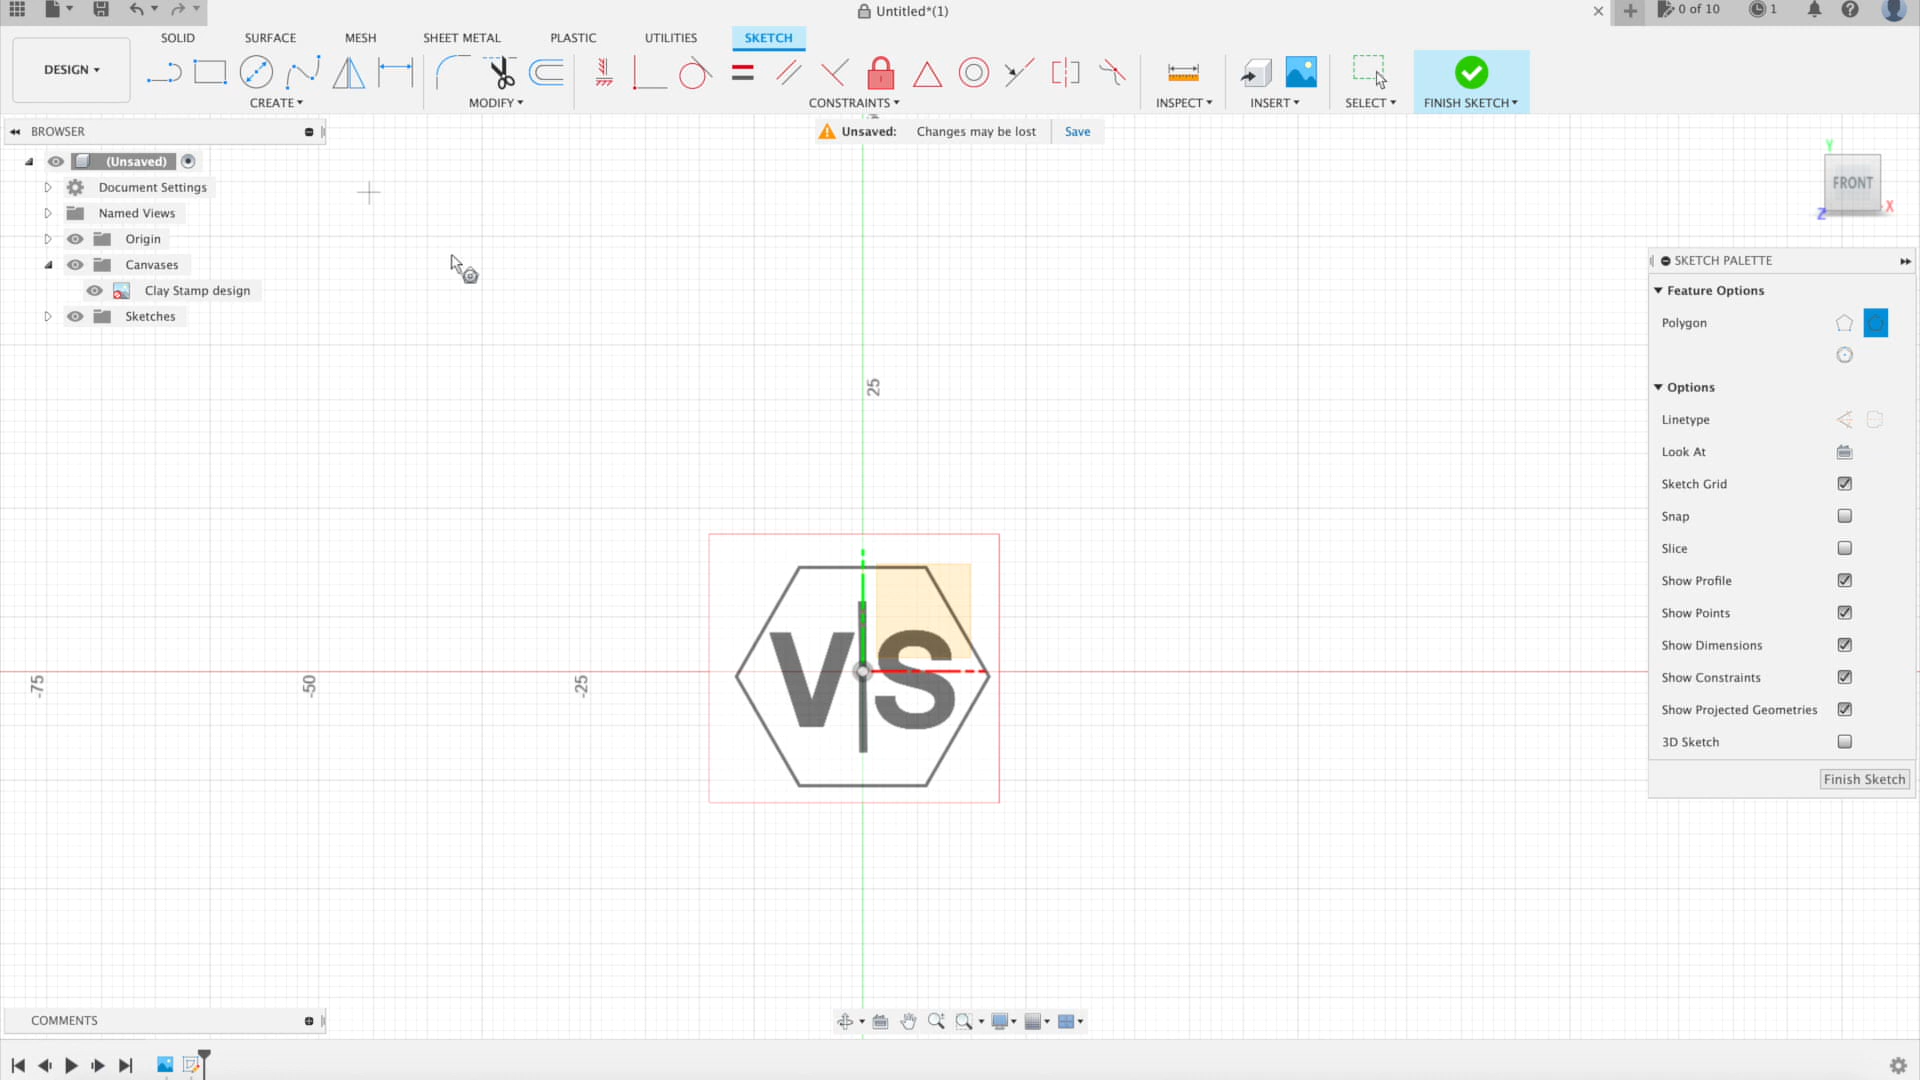 Untitled*(1)
0 of 10
1
DESIGN
SOLID
SURFACE
MESH
SHEET METAL
PLASTIC
UTILITIES
SKETCH
CREATE
MODIFY
CONSTRAINTS
INSPECT
INSERT
SELECT
FINISH SKETCH
BROWSER
Unsaved: Changes may be lost Save
(Unsaved)
Document Settings
Named Views
Origin
Canvases
Clay Stamp design
Sketches
Y
FRONT
X
Z
SKETCH PALETTE
Feature Options
Polygon
Options
Linetype
Look At
Sketch Grid
Snap
Slice
Show Profile
Show Points
Show Dimensions
Show Constraints
Show Projected Geometries
3D Sketch
Finish Sketch
25
-75
-50
-25
V|S
COMMENTS